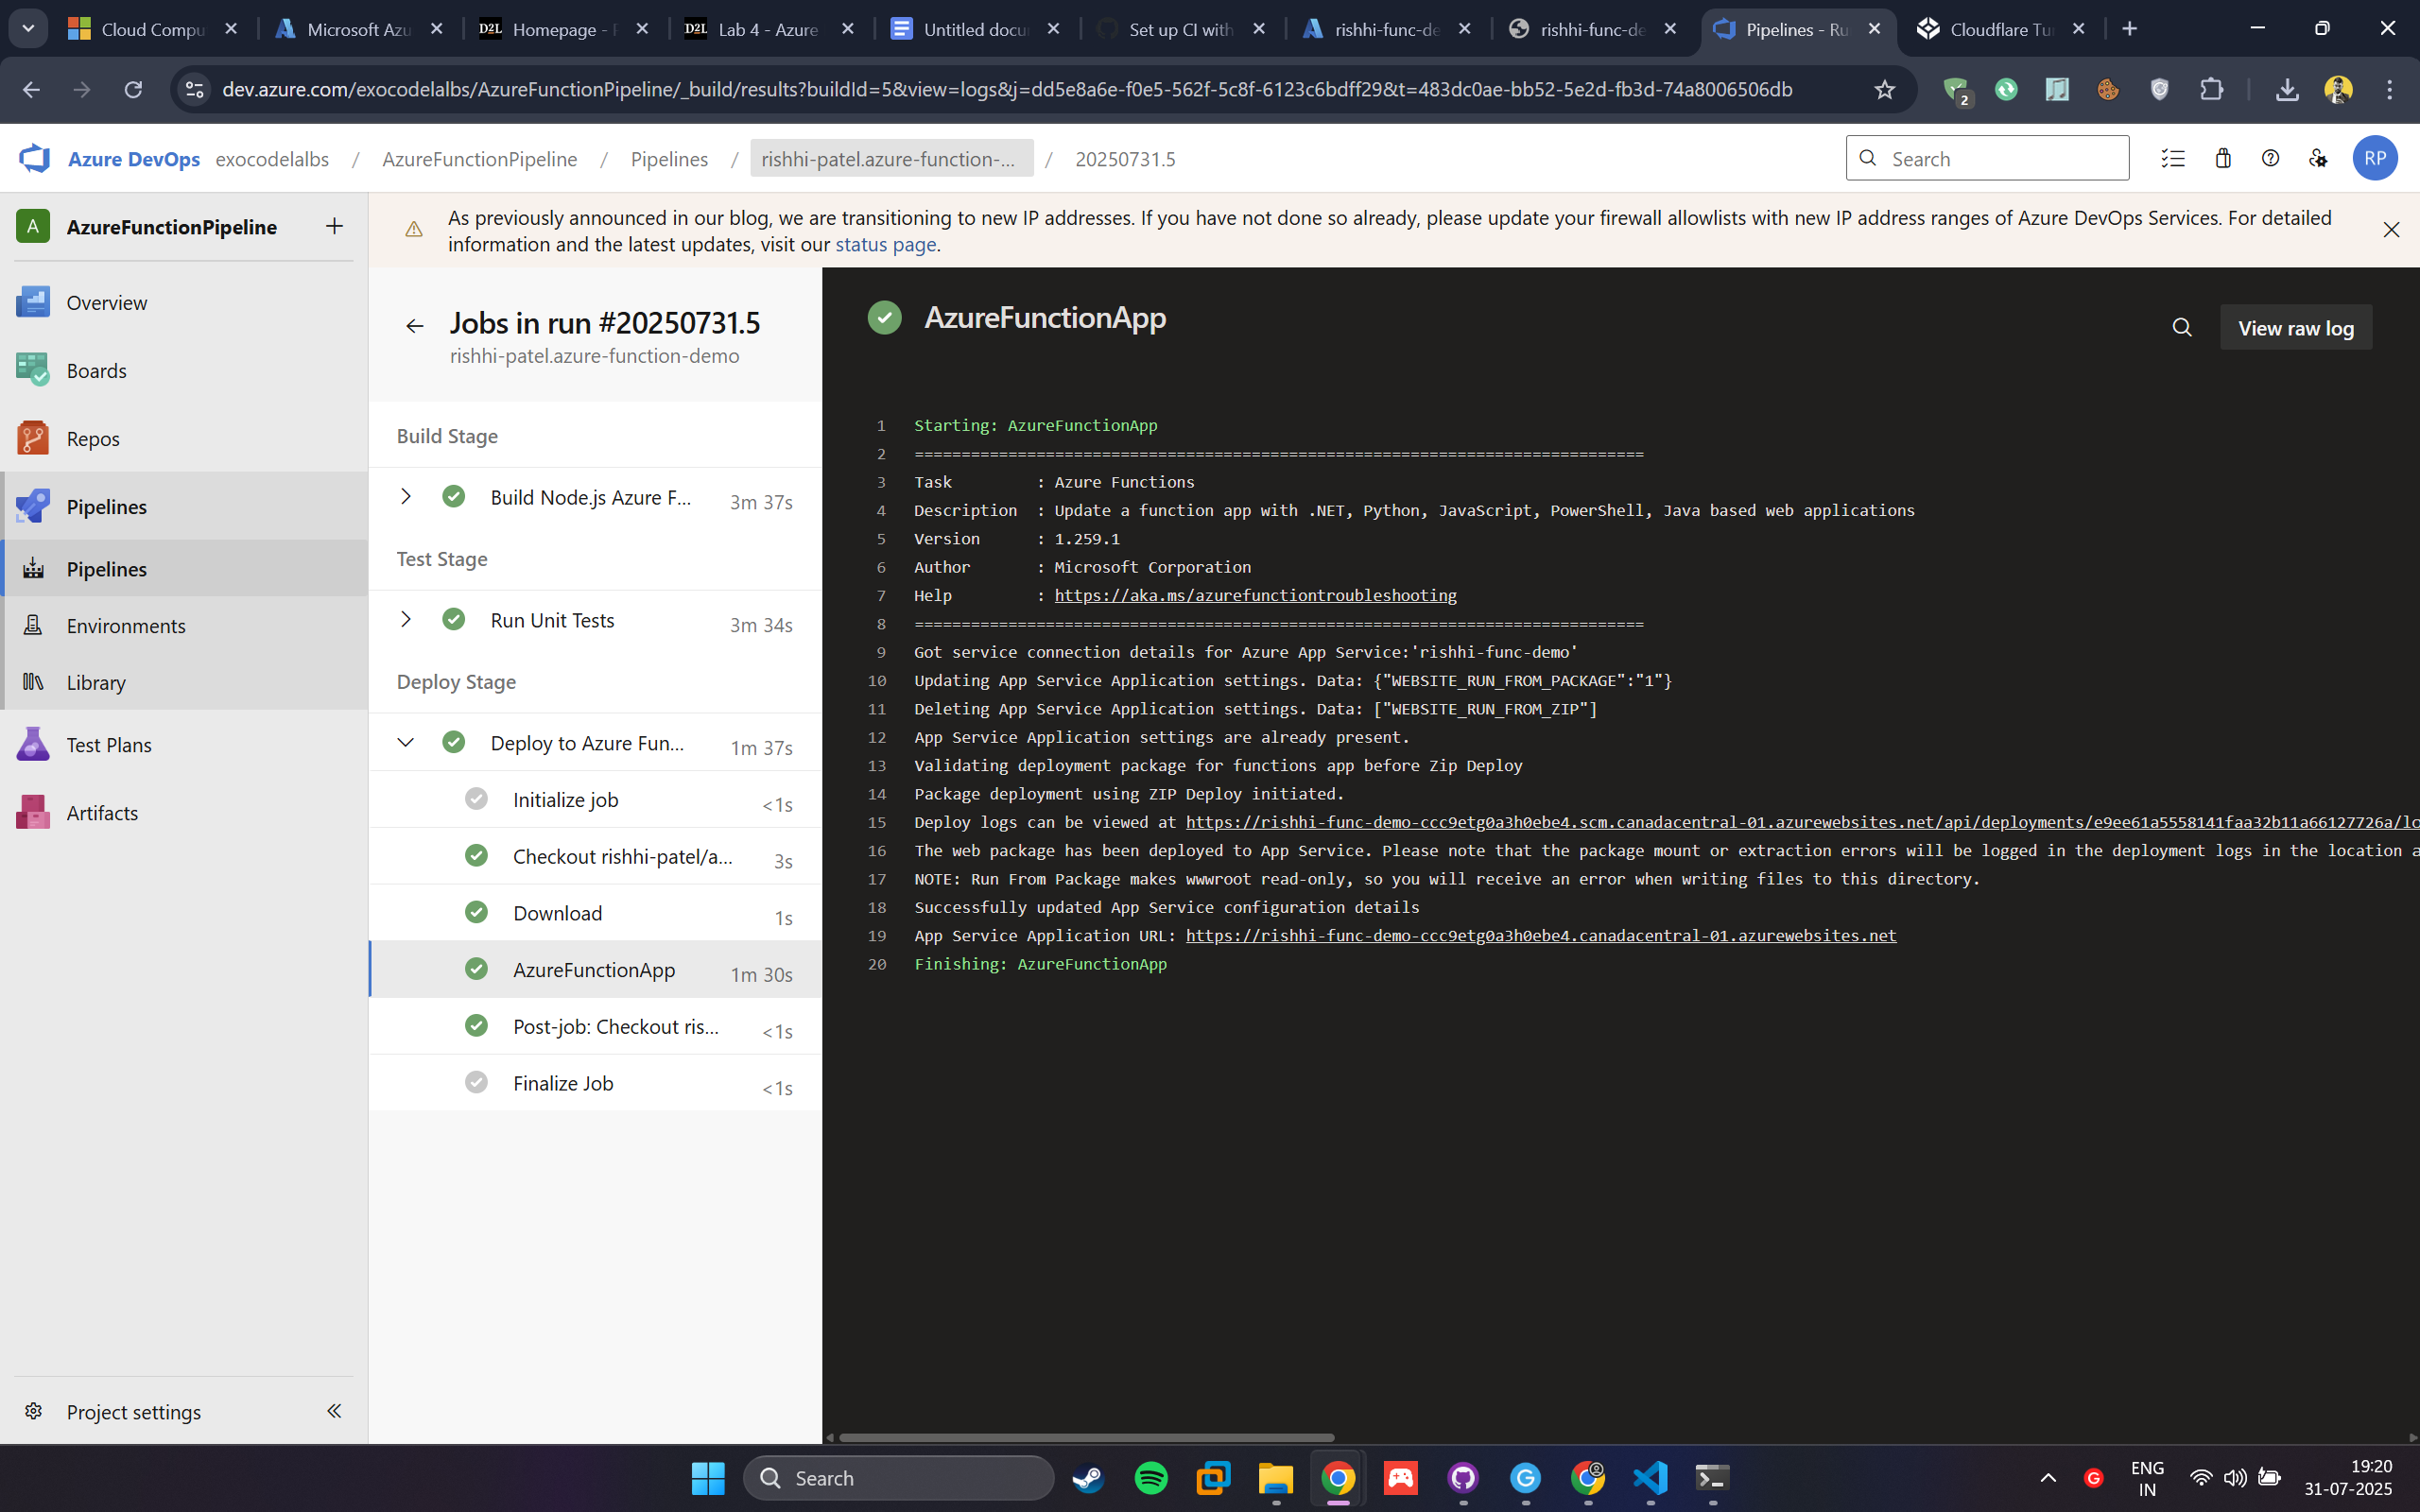 Cloud Compu
Microsoft Azu
D2L Homepage - F
D2L Lab 4 - Azure
Untitled docu
Set up CI with
rishhi-func-de
rishhi-func-de
Pipelines - Ru
Cloudflare Tu
dev.azure.com/exocodelalbs/AzureFunctionPipeline/_build/results?buildId=5&view=logs&j=dd5e8a6e-f0e5-562f-5c8f-6123c6bdff29&t=483dc0ae-bb52-5e2d-fb3d-74a8006506db
2
Azure DevOps exocodelalbs / AzureFunctionPipeline / Pipelines / rishhi-patel.azure-function-... / 20250731.5
Search
RP
A AzureFunctionPipeline
Overview
Boards
Repos
Pipelines
Pipelines
Environments
Library
Test Plans
Artifacts
Project settings
As previously announced in our blog, we are transitioning to new IP addresses. If you have not done so already, please update your firewall allowlists with new IP address ranges of Azure DevOps Services. For detailed
information and the latest updates, visit our status page.
Jobs in run #20250731.5
rishhi-patel.azure-function-demo
Build Stage
Build Node.js Azure F... 3m 37s
Test Stage
Run Unit Tests 3m 34s
Deploy Stage
Deploy to Azure Fun... 1m 37s
Initialize job <1s
Checkout rishhi-patel/a... 3s
Download 1s
AzureFunctionApp 1m 30s
Post-job: Checkout ris... <1s
Finalize Job <1s
AzureFunctionApp
View raw log
1 Starting: AzureFunctionApp
2 ==============================================================================
3 Task : Azure Functions
4 Description : Update a function app with .NET, Python, JavaScript, PowerShell, Java based web applications
5 Version : 1.259.1
6 Author : Microsoft Corporation
7 Help : https://aka.ms/azurefunctiontroubleshooting
8 ==============================================================================
9 Got service connection details for Azure App Service:'rishhi-func-demo'
10 Updating App Service Application settings. Data: {"WEBSITE_RUN_FROM_PACKAGE":"1"}
11 Deleting App Service Application settings. Data: ["WEBSITE_RUN_FROM_ZIP"]
12 App Service Application settings are already present.
13 Validating deployment package for functions app before Zip Deploy
14 Package deployment using ZIP Deploy initiated.
15 Deploy logs can be viewed at https://rishhi-func-demo-ccc9etg0a3h0ebe4.scm.canadacentral-01.azurewebsites.net/api/deployments/e9ee61a5558141faa32b11a66127726a/lo
16 The web package has been deployed to App Service. Please note that the package mount or extraction errors will be logged in the deployment logs in the location a
17 NOTE: Run From Package makes wwwroot read-only, so you will receive an error when writing files to this directory.
18 Successfully updated App Service configuration details
19 App Service Application URL: https://rishhi-func-demo-ccc9etg0a3h0ebe4.canadacentral-01.azurewebsites.net
20 Finishing: AzureFunctionApp
Search
ENG
IN
19:20
31-07-2025